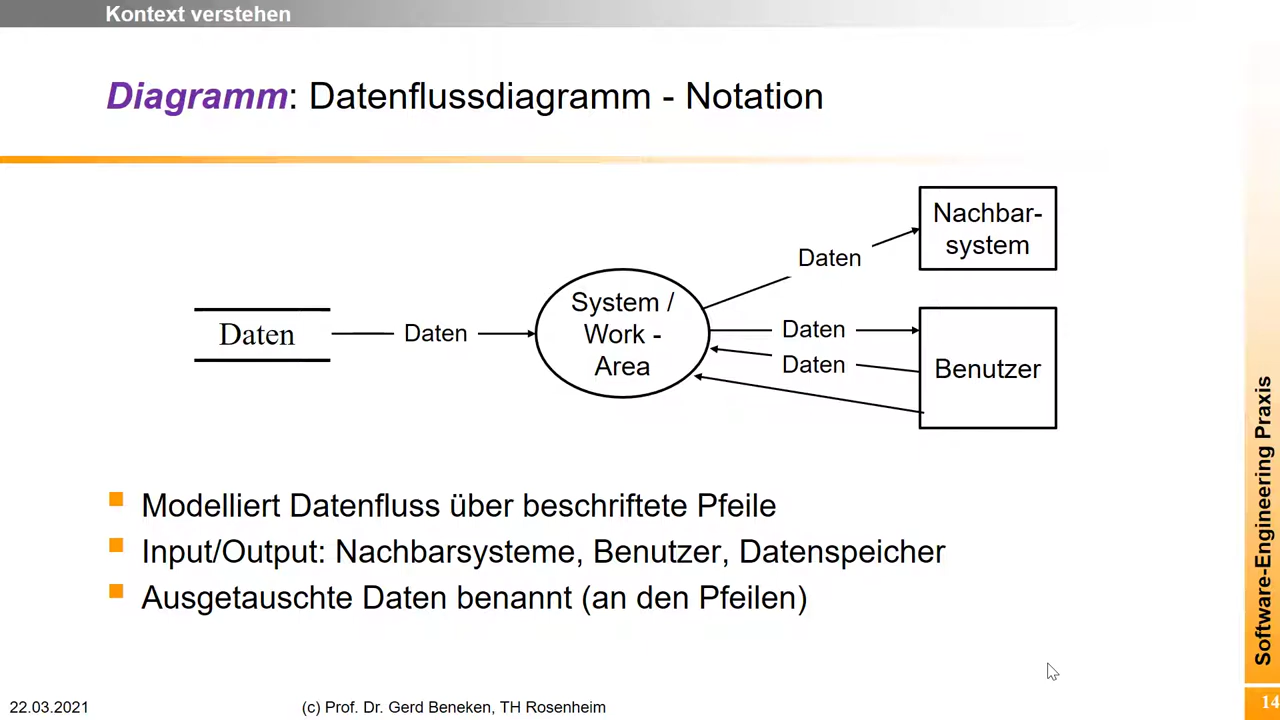 Kontext verstehen
Diagramm: Datenflussdiagramm - Notation
Nachbar-
system
Daten
System /
Work -
Area
Daten
Daten
Daten
Daten
Benutzer
Modelliert Datenfluss über beschriftete Pfeile
Input/Output: Nachbarsysteme, Benutzer, Datenspeicher
Ausgetauschte Daten benannt (an den Pfeilen)
Software-Engineering Praxis
22.03.2021
(c) Prof. Dr. Gerd Beneken, TH Rosenheim
14